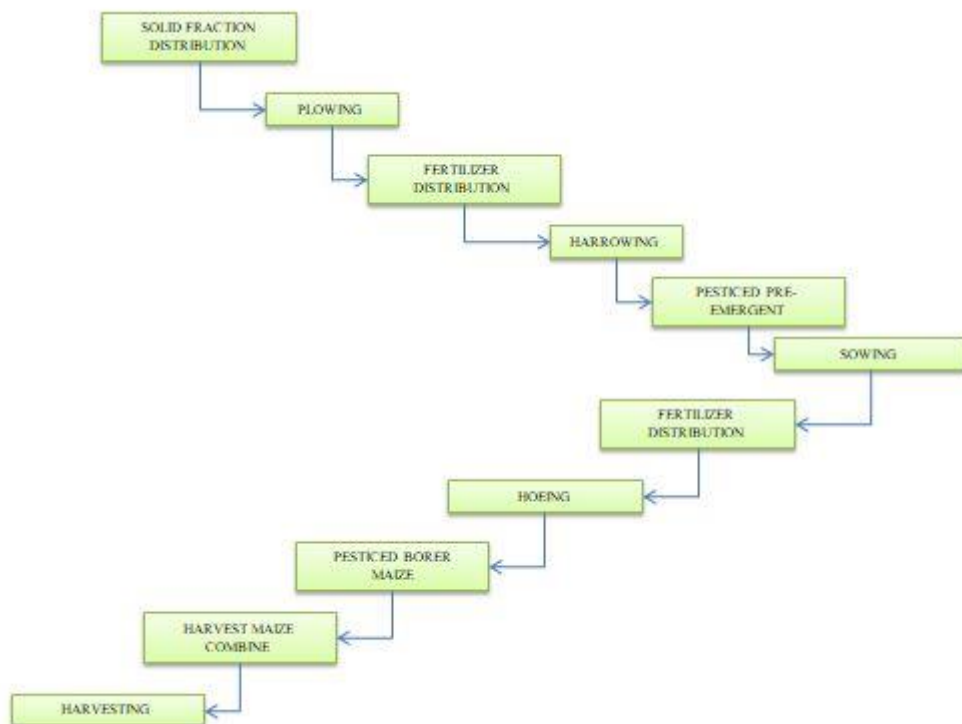 SOLID FRACTION
DISTRIBUTION
PLOWING
FERTILIZER
DISTRIBUTION
HARROWING
PESTICED PRE-
EMERGENT
SOWING
FERTILIZER
DISTRIBUTION
HOEING
PESTICED BORER
MAIZE
HARVEST MAIZE
COMBINE
HARVESTING